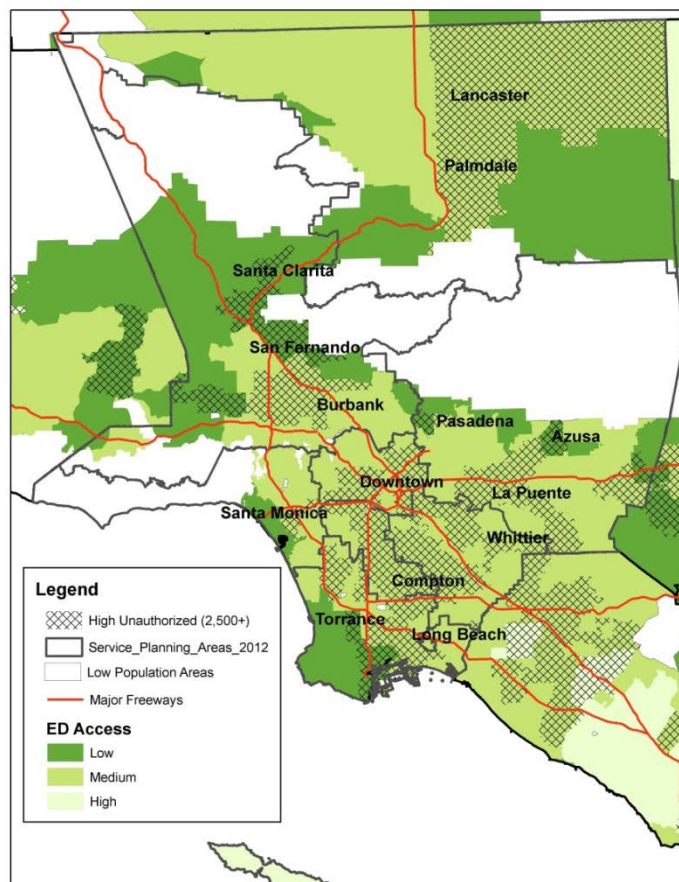 Lancaster
Palmdale
Santa Clarita
San Fernando
Burbank
Pasadena
Azusa
Downtown
La Puente
Santa Monica
Whittier
Compton
Torrance
Long Beach
Legend
High Unauthorized (2,500+)
Service_Planning_Areas_2012
Low Population Areas
Major Freeways
ED Access
Low
Medium
High